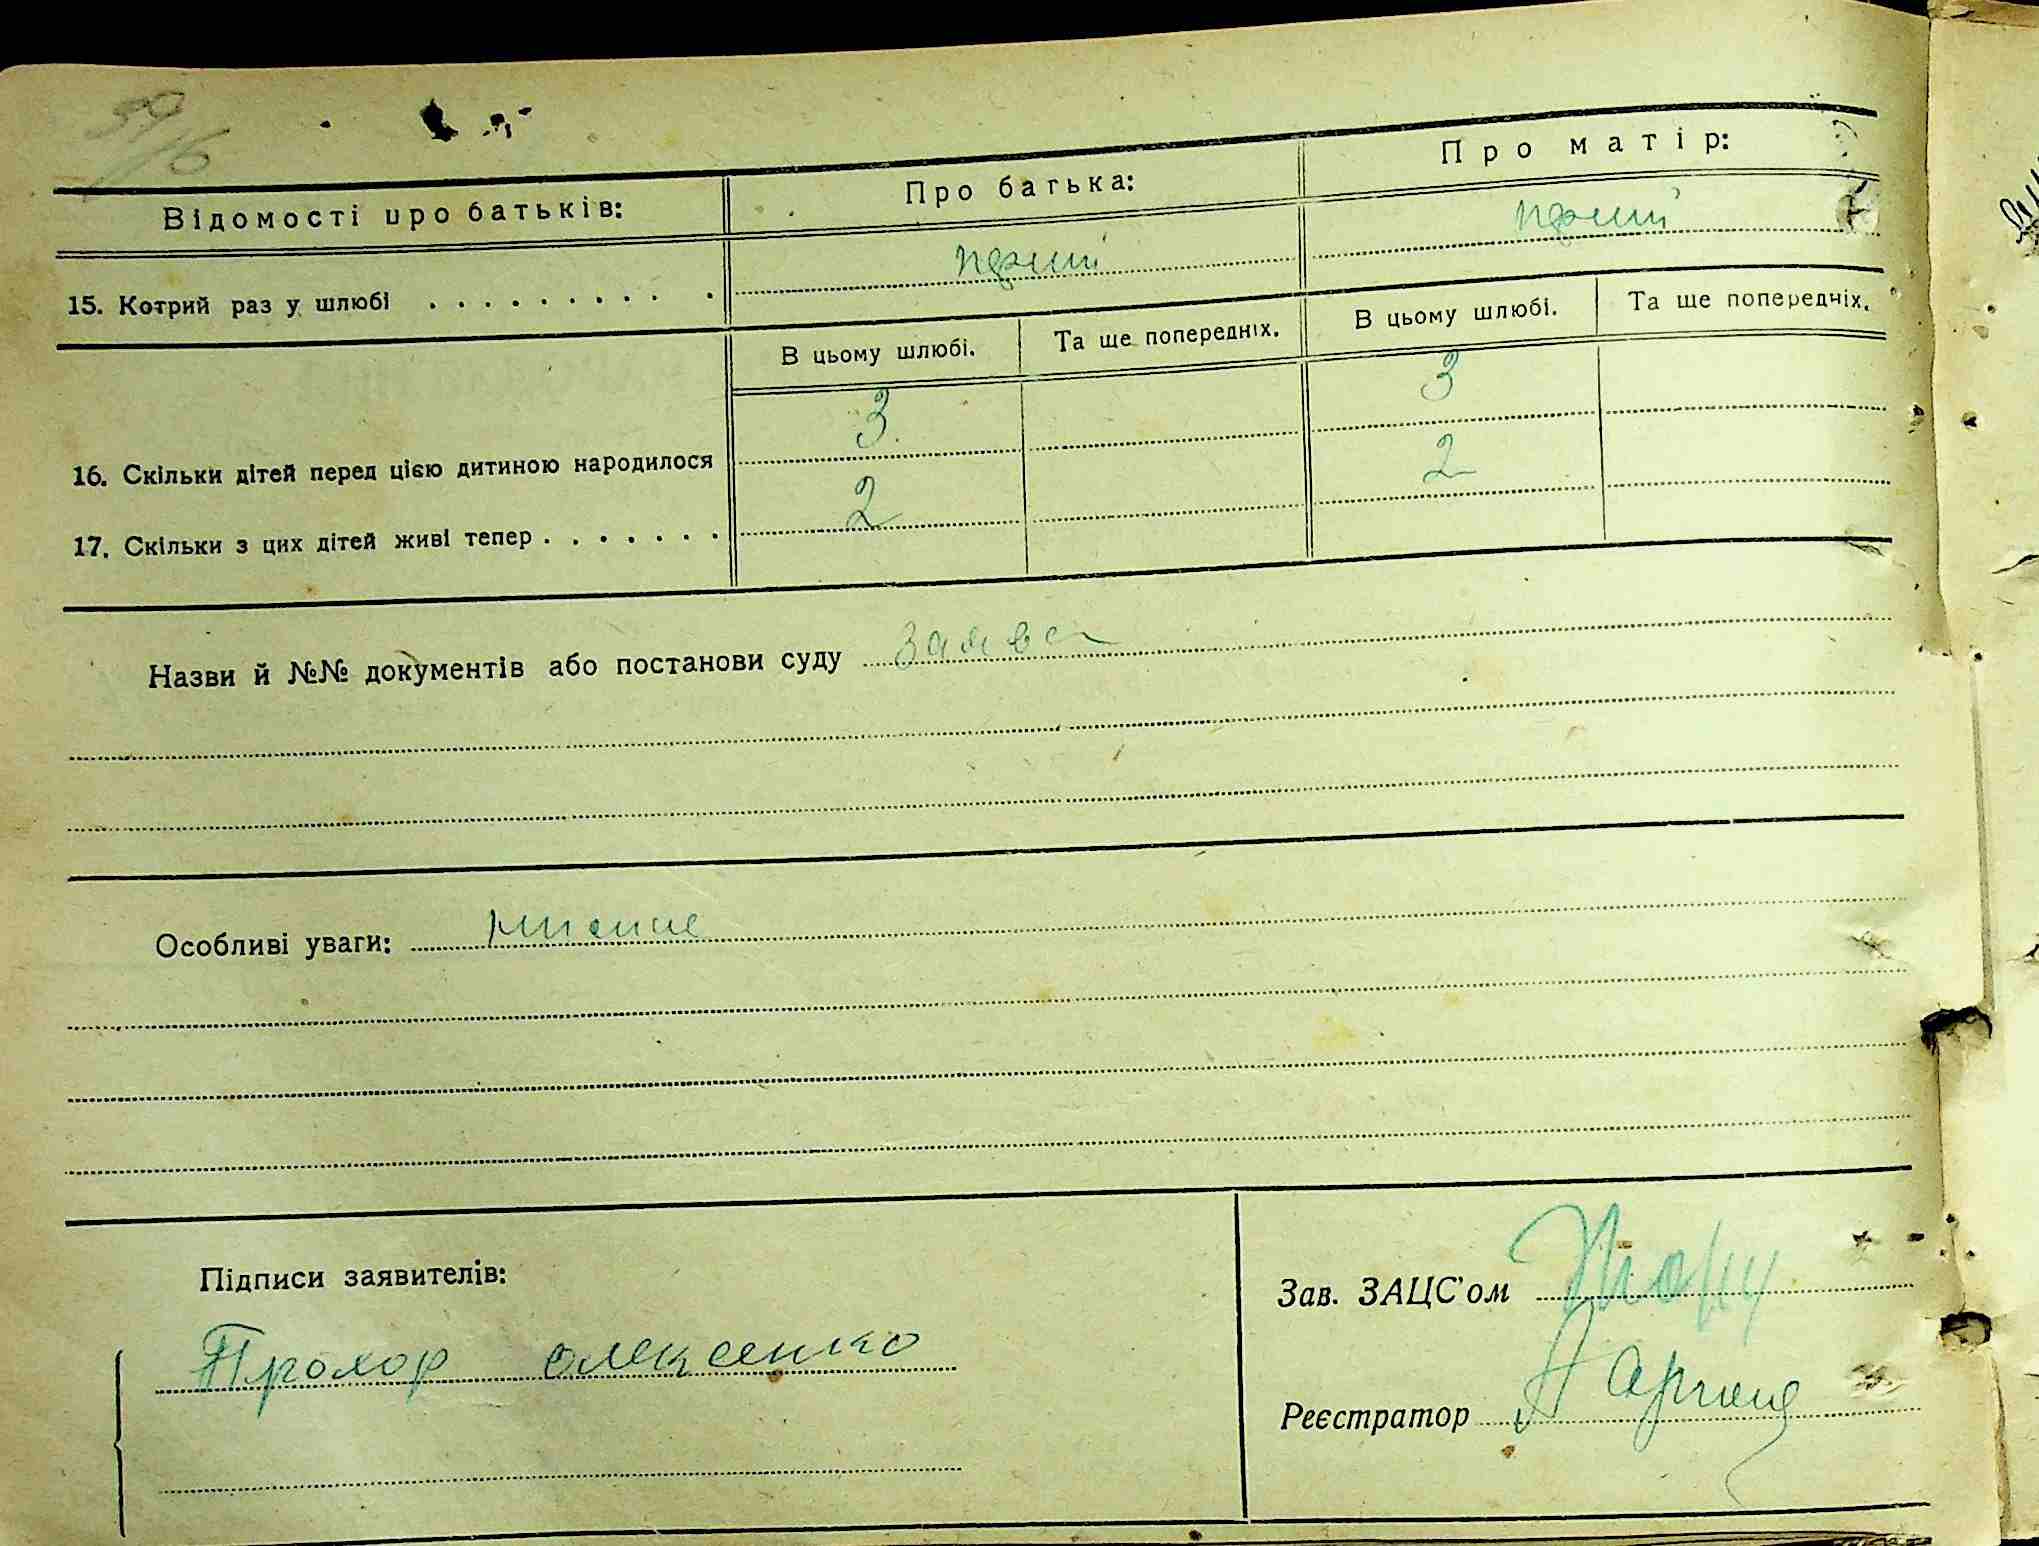 59/6
Відомості про батьків: Про батька: Про матір:
15. Котрий раз у шлюбі . . . . . . . . . . перший перший
В цьому шлюбі. Та ще попередніх. В цьому шлюбі. Та ще попередніх.
16. Скільки дітей перед цією дитиною народилося 3 3
17. Скільки з цих дітей живі тепер . . . . . . . 2 2
Назви й №№ документів або постанови суду заява
Особливі уваги:
Підписи заявителів:
Зав. ЗАЦС'ом
Прохор олексенко
Реєстратор